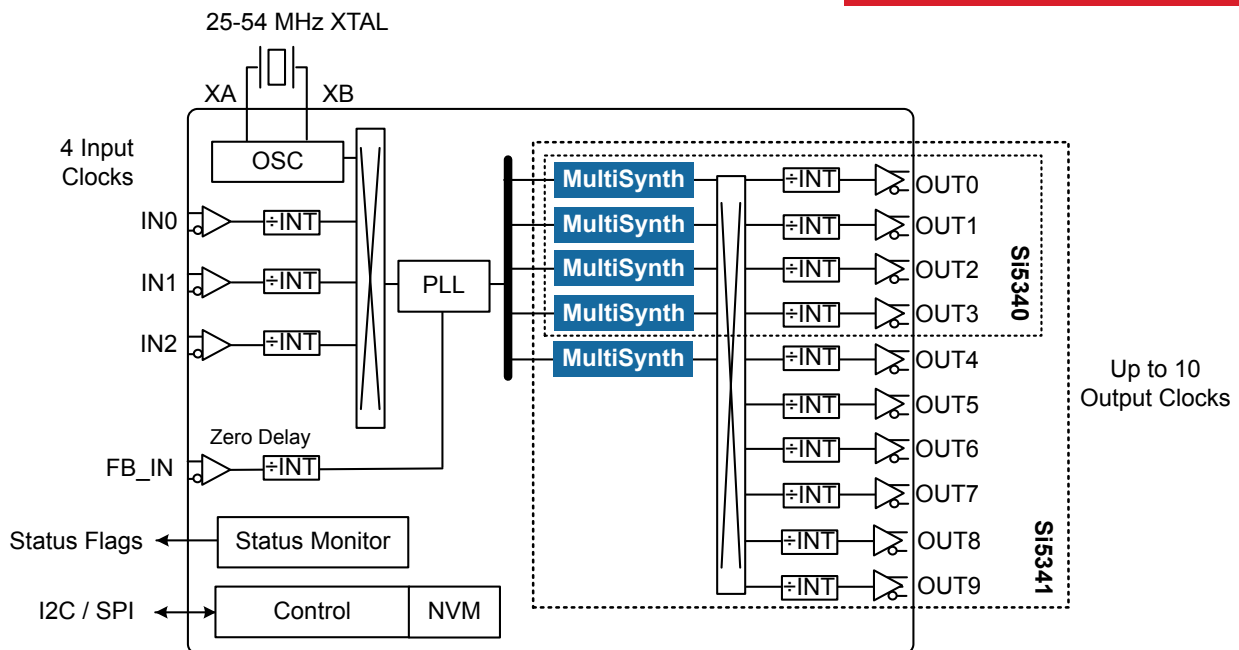 25-54 MHz XTAL
XA
XB
4 Input
Clocks
OSC
IN0
÷INT
IN1
÷INT
IN2
÷INT
PLL
Zero Delay
FB_IN
÷INT
Status Flags
Status Monitor
I2C / SPI
Control
NVM
MultiSynth
MultiSynth
MultiSynth
MultiSynth
MultiSynth
÷INT
OUT0
÷INT
OUT1
÷INT
OUT2
÷INT
OUT3
÷INT
OUT4
÷INT
OUT5
÷INT
OUT6
÷INT
OUT7
÷INT
OUT8
÷INT
OUT9
Si5340
Si5341
Up to 10
Output Clocks